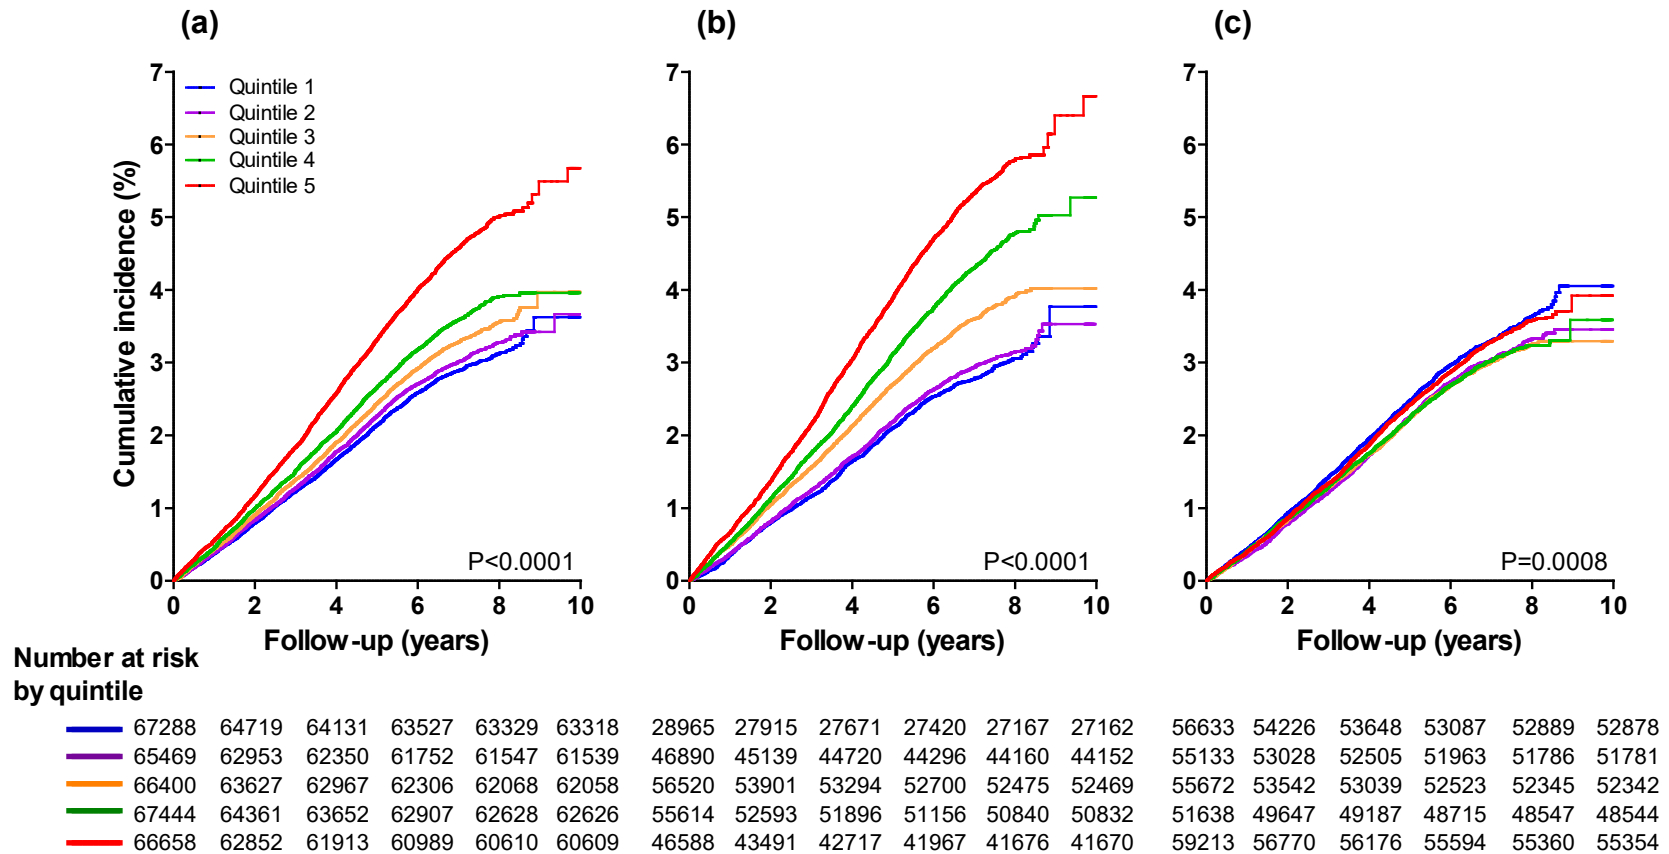 (a)
(b)
(c)
Cumulative incidence (%)
7
6
5
4
3
2
1
0
Quintile 1
Quintile 2
Quintile 3
Quintile 4
Quintile 5
P<0.0001
0 2 4 6 8 10
Follow-up (years)
7
6
5
4
3
2
1
0
P<0.0001
0 2 4 6 8 10
Follow-up (years)
7
6
5
4
3
2
1
0
P=0.0008
0 2 4 6 8 10
Follow-up (years)
Number at risk
by quintile
67288 64719 64131 63527 63329 63318 28965 27915 27671 27420 27167 27162 56633 54226 53648 53087 52889 52878
65469 62953 62350 61752 61547 61539 46890 45139 44720 44296 44160 44152 55133 53028 52505 51963 51786 51781
66400 63627 62967 62306 62068 62058 56520 53901 53294 52700 52475 52469 55672 53542 53039 52523 52345 52342
67444 64361 63652 62907 62628 62626 55614 52593 51896 51156 50840 50832 51638 49647 49187 48715 48547 48544
66658 62852 61913 60989 60610 60609 46588 43491 42717 41967 41676 41670 59213 56770 56176 55594 55360 55354